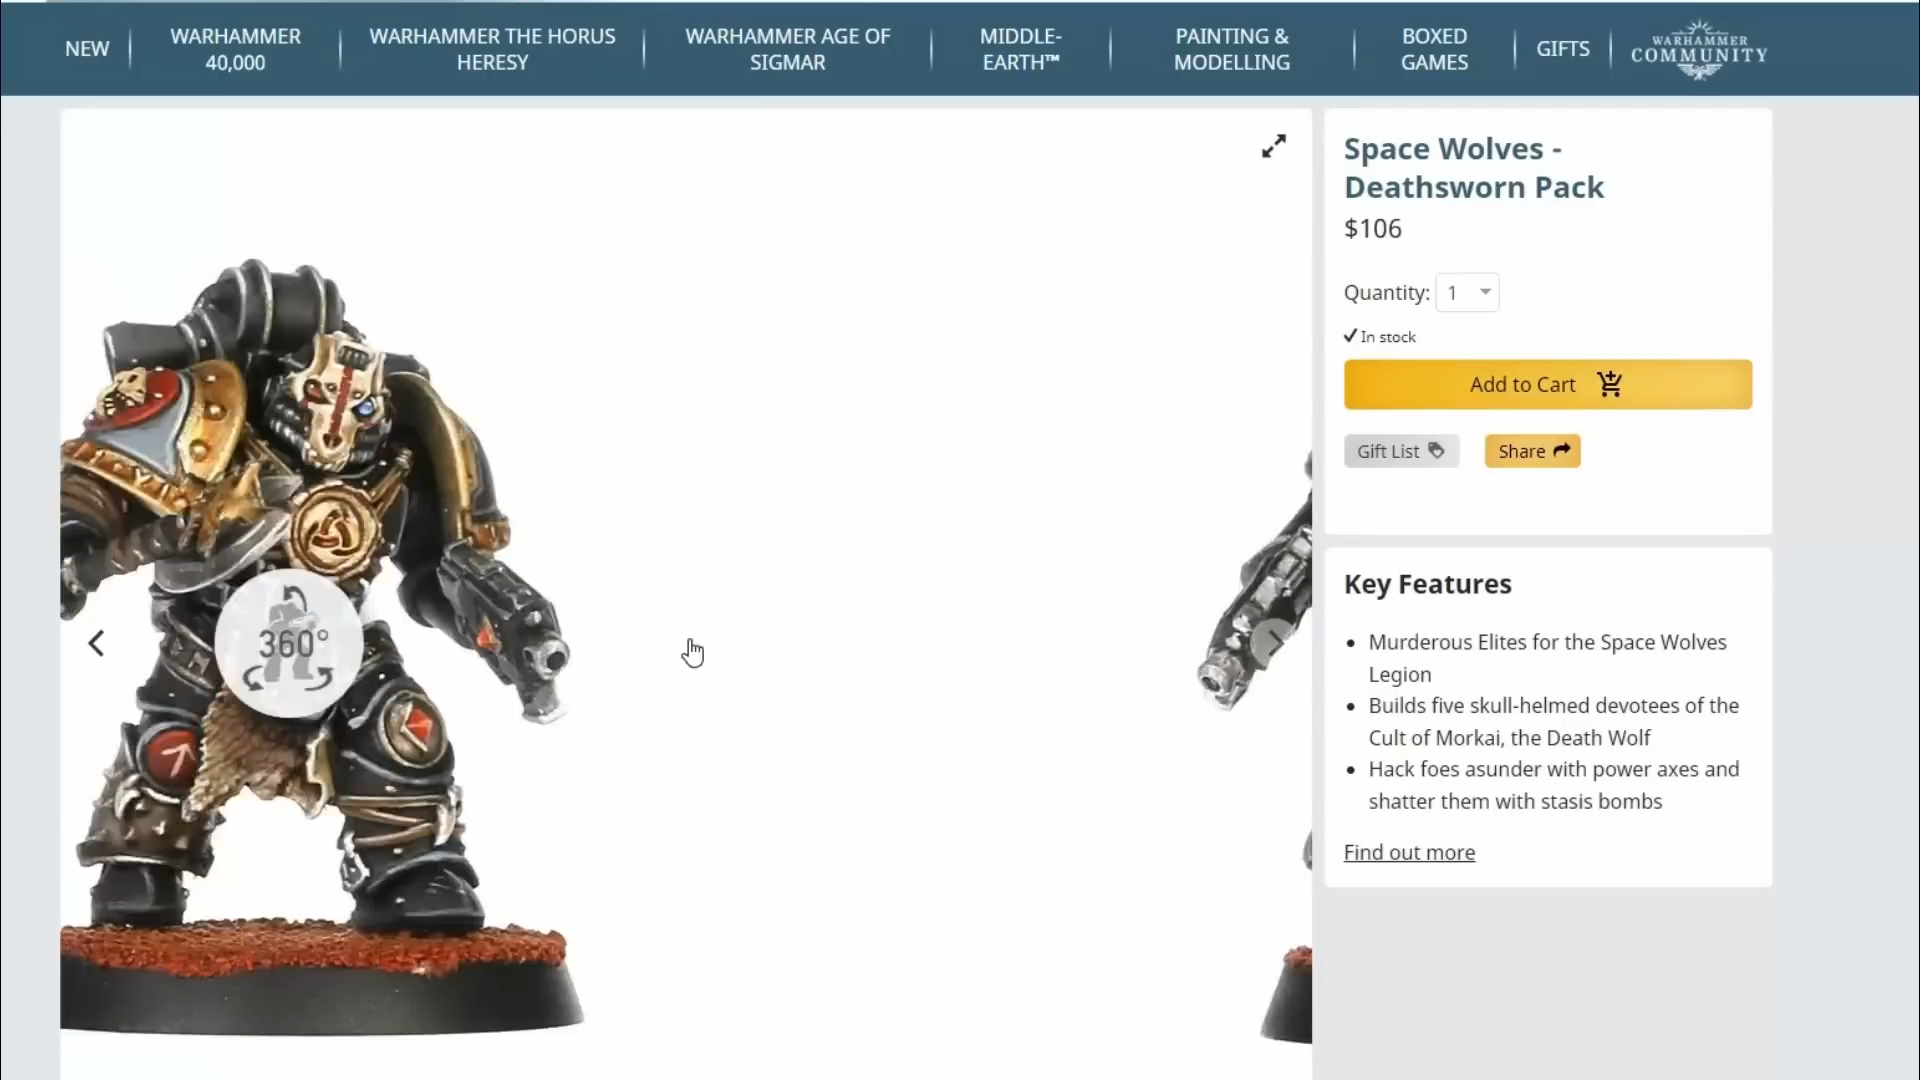 NEW
WARHAMMER
40,000
WARHAMMER THE HORUS
HERESY
WARHAMMER AGE OF
SIGMAR
MIDDLE-
EARTH™
PAINTING &
MODELLING
BOXED
GAMES
GIFTS
WARHAMMER
COMMUNITY
Space Wolves -
Deathsworn Pack
$106
Quantity: 1
In stock
Add to Cart
Gift List
Share
360°
Key Features
• Murderous Elites for the Space Wolves
Legion
• Builds five skull-helmed devotees of the
Cult of Morkai, the Death Wolf
• Hack foes asunder with power axes and
shatter them with stasis bombs
Find out more